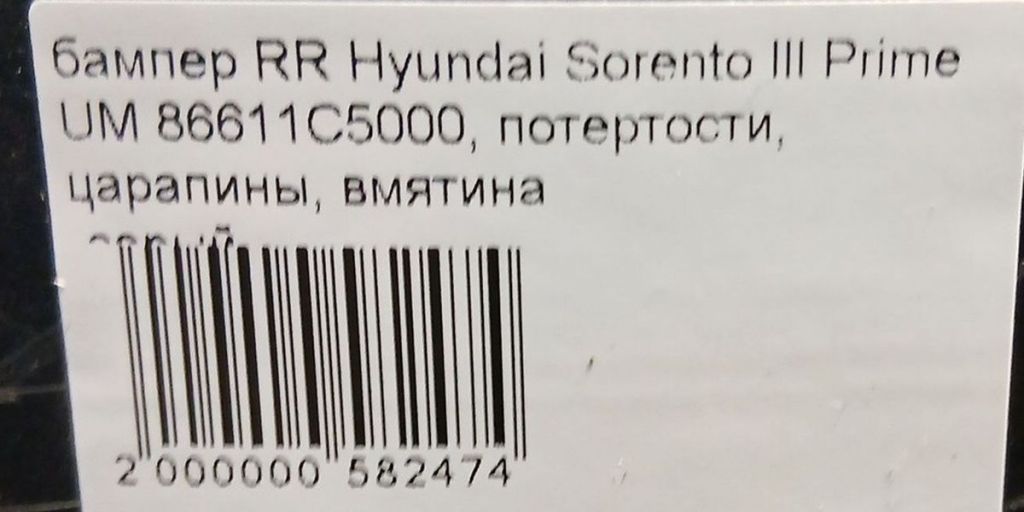 бампер RR Hyundai Sorento III Prime
UM 86611C5000, потертости,
царапины, вмятина
2 000000 582474